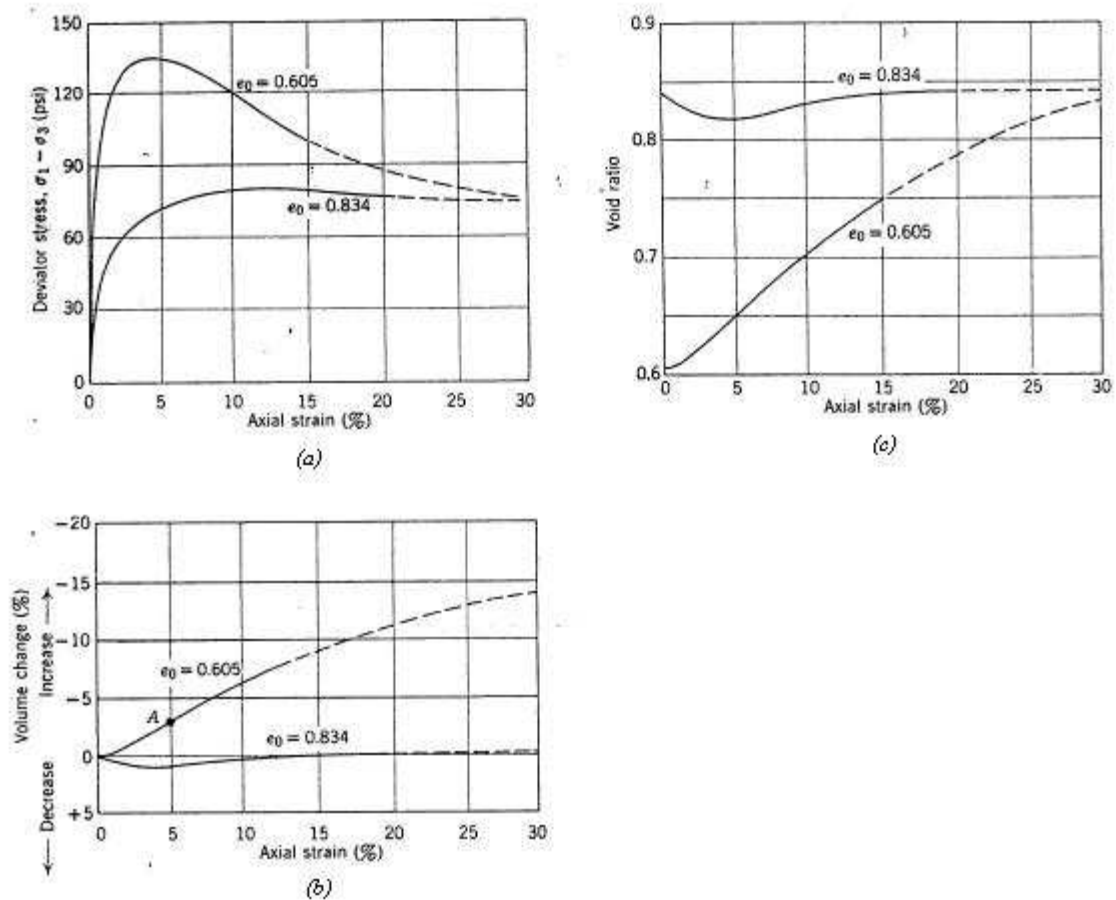 150
120
90
60
30
0
Deviator stress, σ1 − σ3 (psi)
e0 = 0.605
e0 = 0.834
0 5 10 15 20 25 30
Axial strain (%)
(a)
0.9
0.8
0.7
0.6
Void ratio
e0 = 0.834
e0 = 0.605
0 5 10 15 20 25 30
Axial strain (%)
(c)
−20
−15
−10
−5
0
+5
Volume change (%)
← Decrease Increase →
e0 = 0.605
A
e0 = 0.834
0 5 10 15 20 25 30
Axial strain (%)
(b)